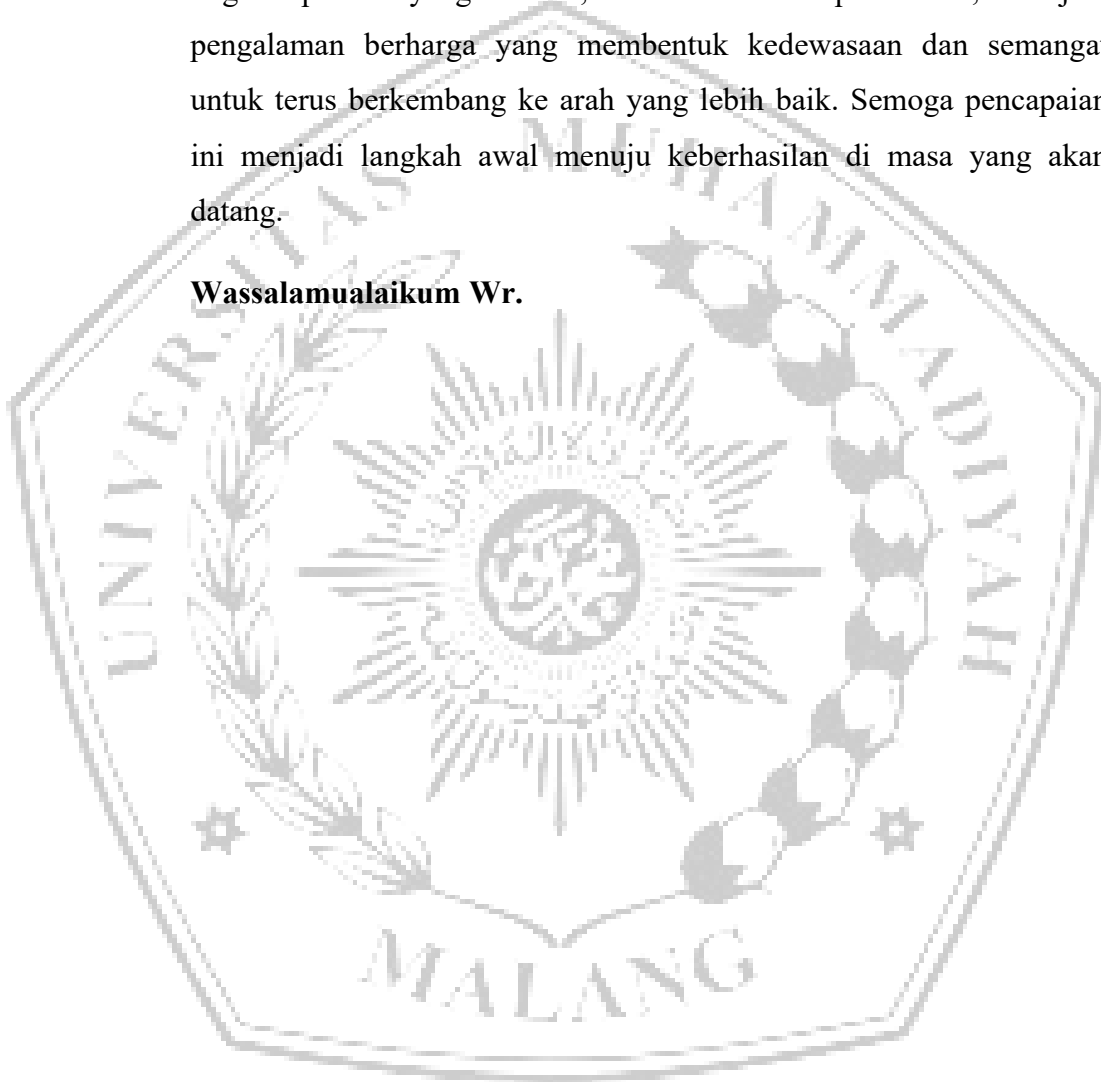 pengalaman berharga yang membentuk kedewasaan dan semangat
untuk terus berkembang ke arah yang lebih baik. Semoga pencapaian
ini menjadi langkah awal menuju keberhasilan di masa yang akan
datang.
Wassalamualaikum Wr.
UNIVERSITAS MUHAMMADIYAH
MALANG